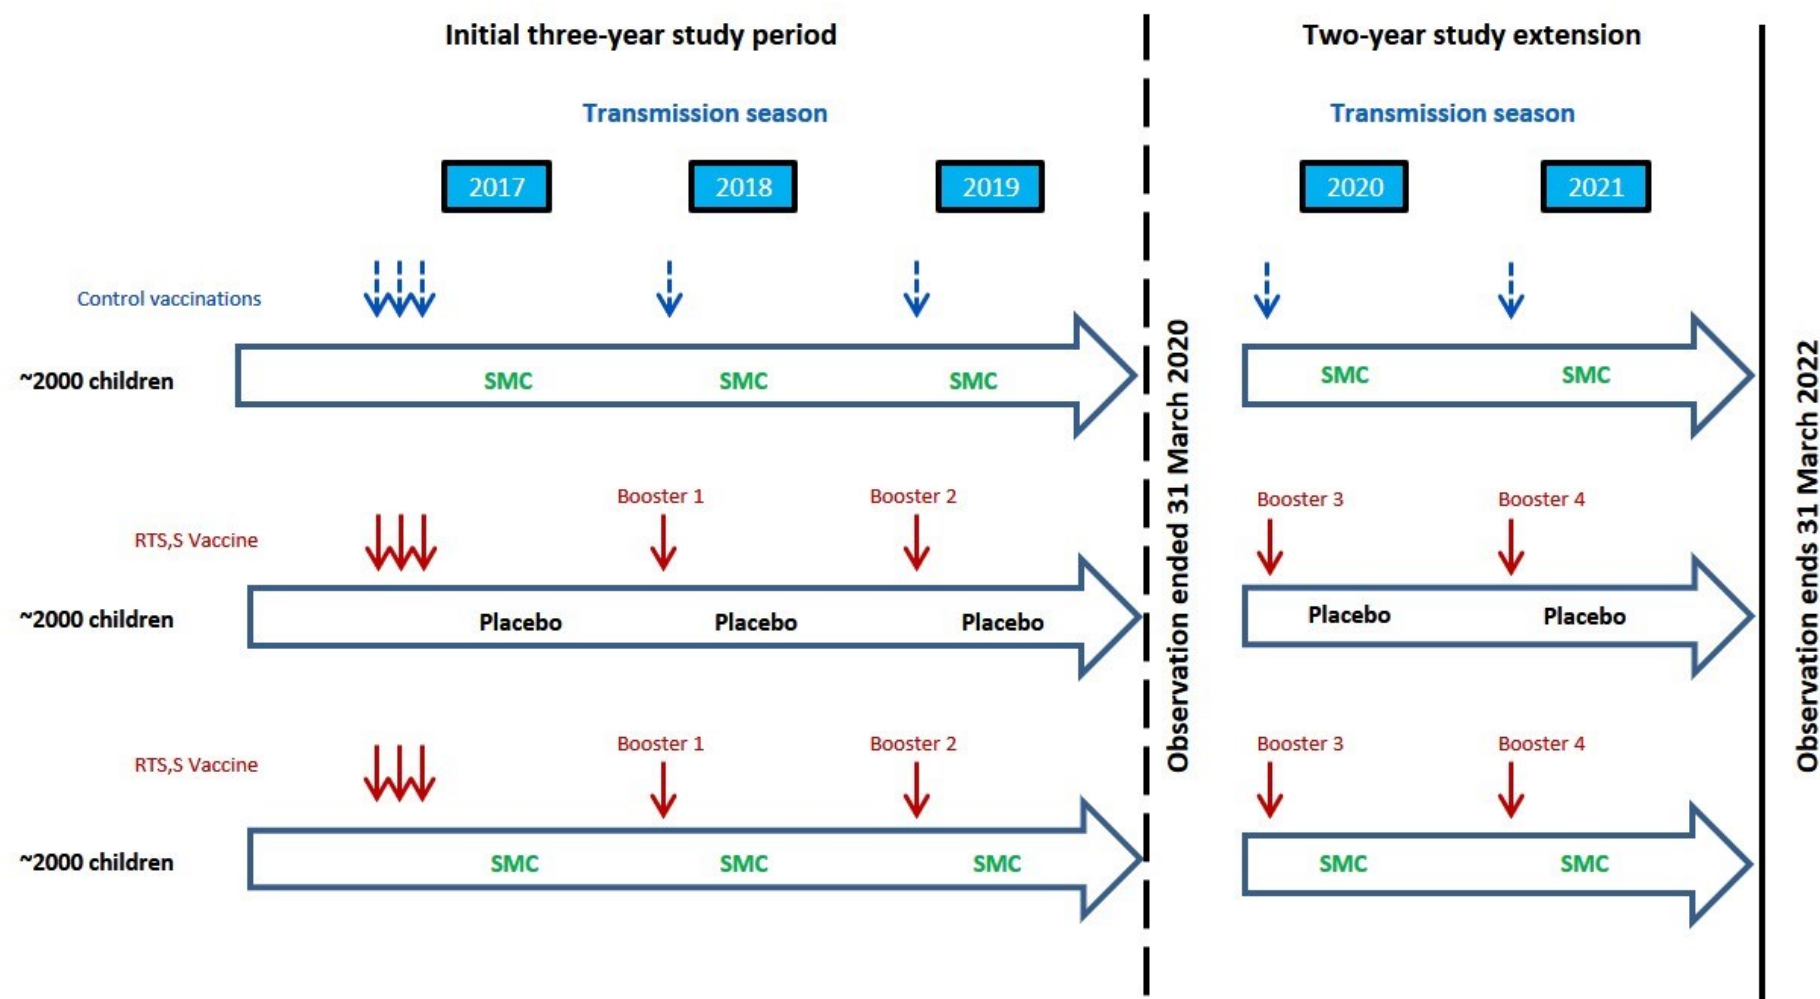 Initial three-year study period
Two-year study extension
Transmission season
Transmission season
2017
2018
2019
2020
2021
Control vaccinations
~2000 children
SMC
SMC
SMC
SMC
SMC
RTS,S Vaccine
Booster 1
Booster 2
Booster 3
Booster 4
~2000 children
Placebo
Placebo
Placebo
Placebo
Placebo
RTS,S Vaccine
Booster 1
Booster 2
Booster 3
Booster 4
~2000 children
SMC
SMC
SMC
SMC
SMC
Observation ended 31 March 2020
Observation ends 31 March 2022